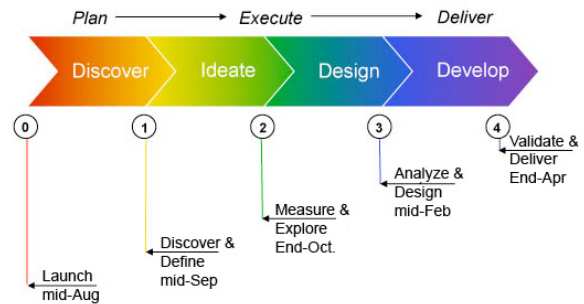 Plan Execute Deliver
Discover Ideate Design Develop
0 1 2 3 4
Validate &
Deliver
End-Apr
Analyze &
Design
mid-Feb
Measure &
Explore
End-Oct.
Discover &
Define
mid-Sep
Launch
mid-Aug